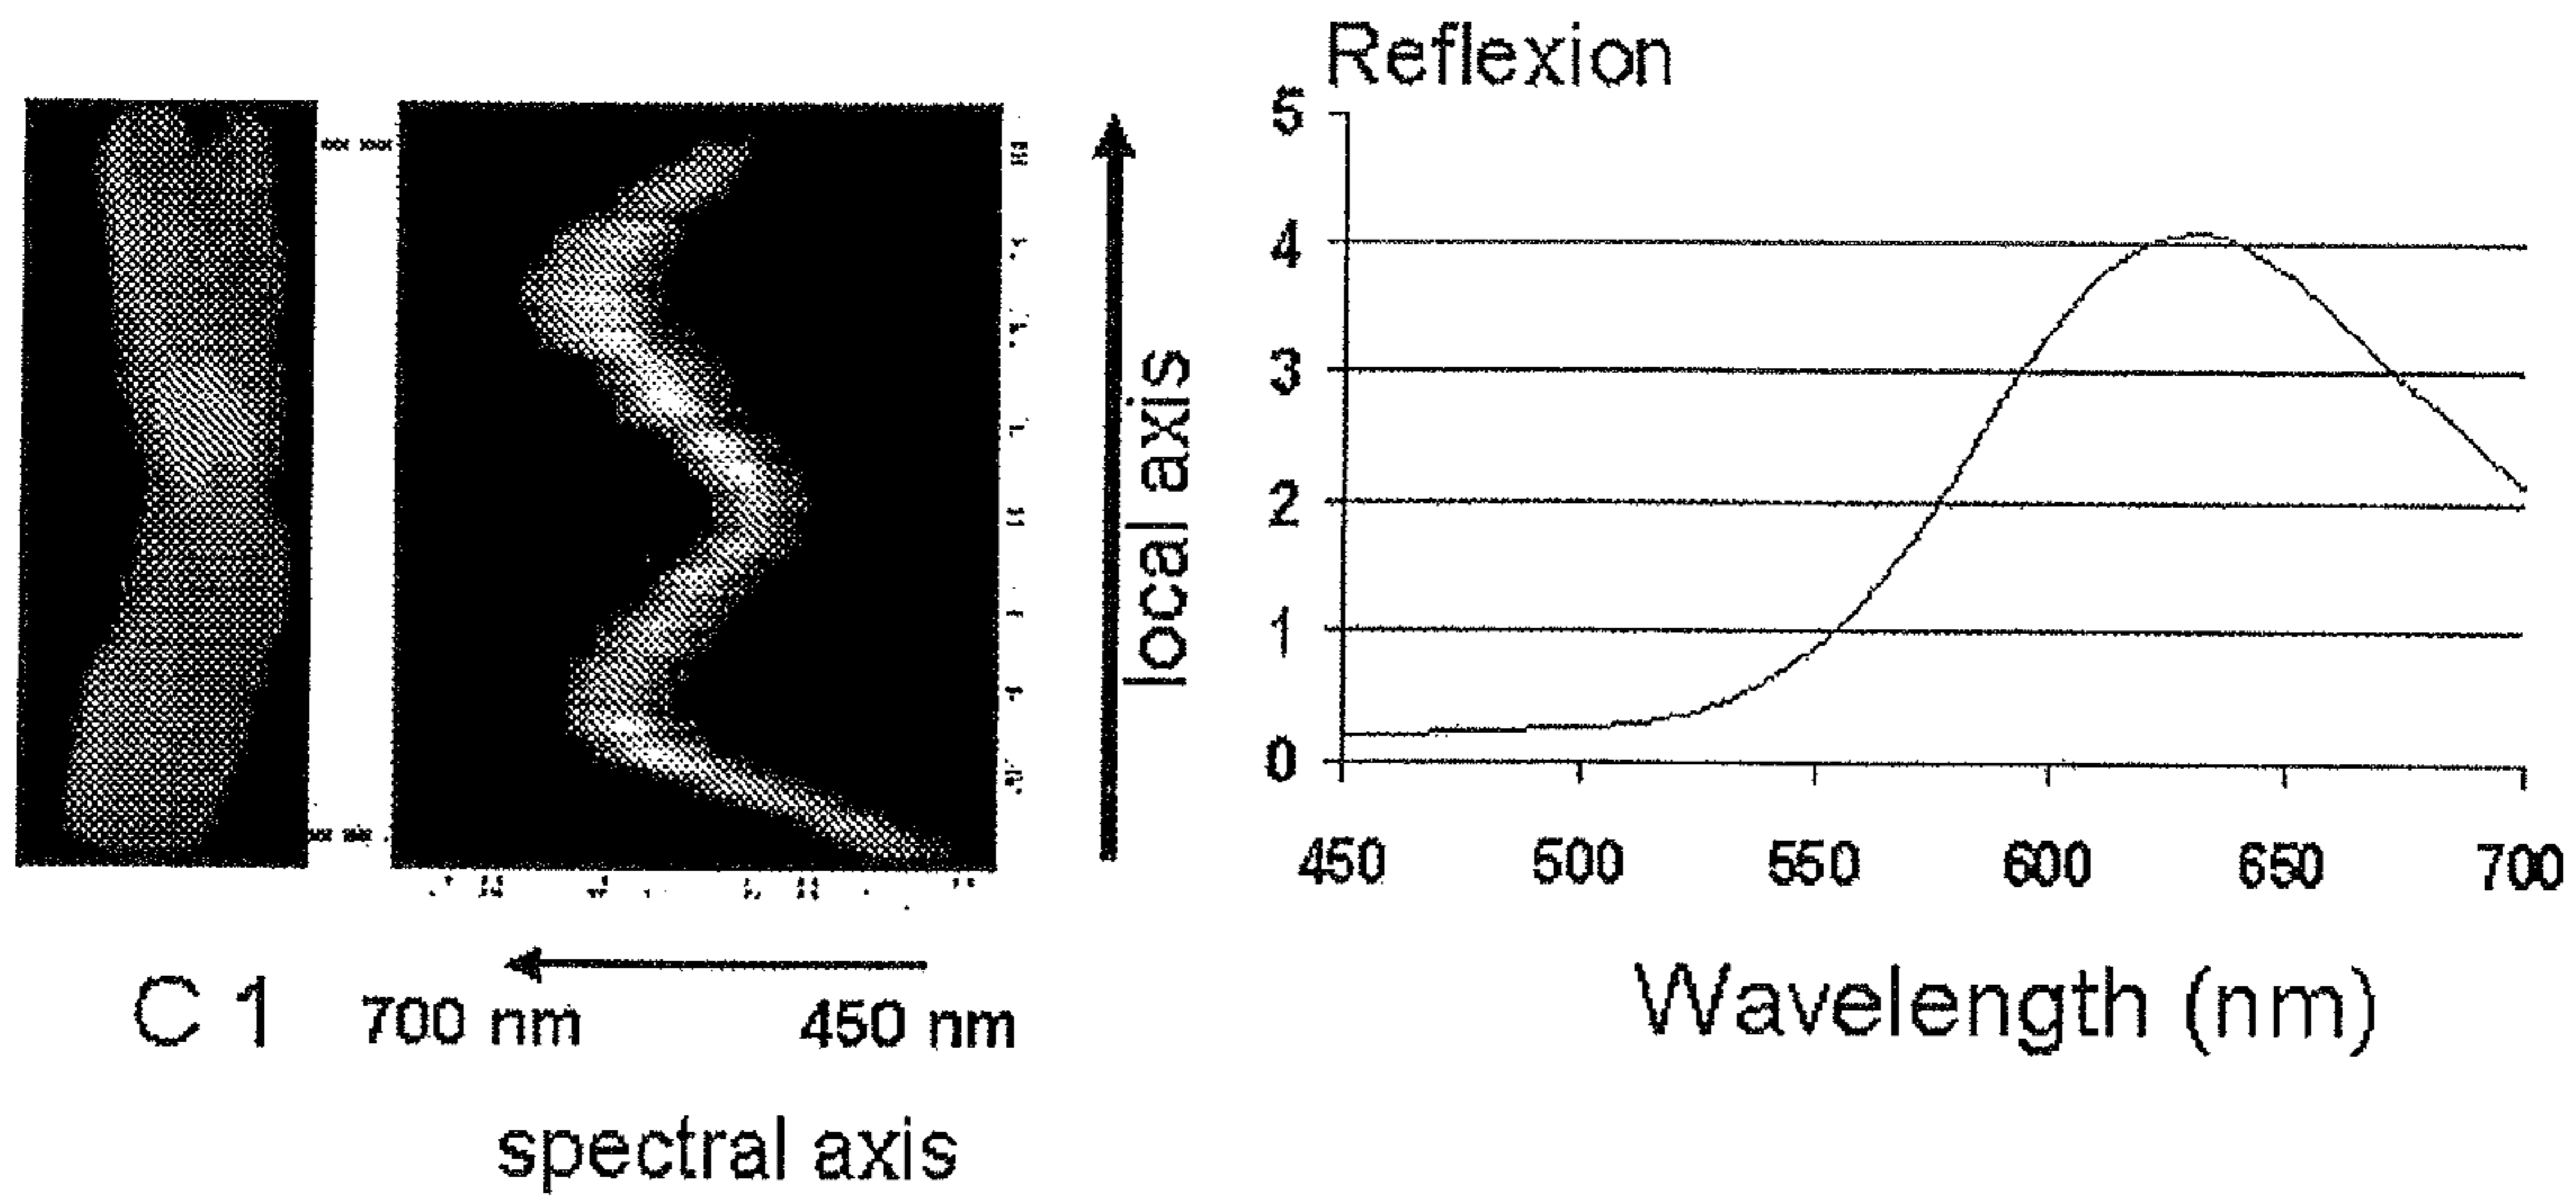 Reflexion
5
4
3
2
1
0
450 500 550 600 650 700
Wavelength (nm)
local axis
C 1
700 nm 450 nm
spectral axis